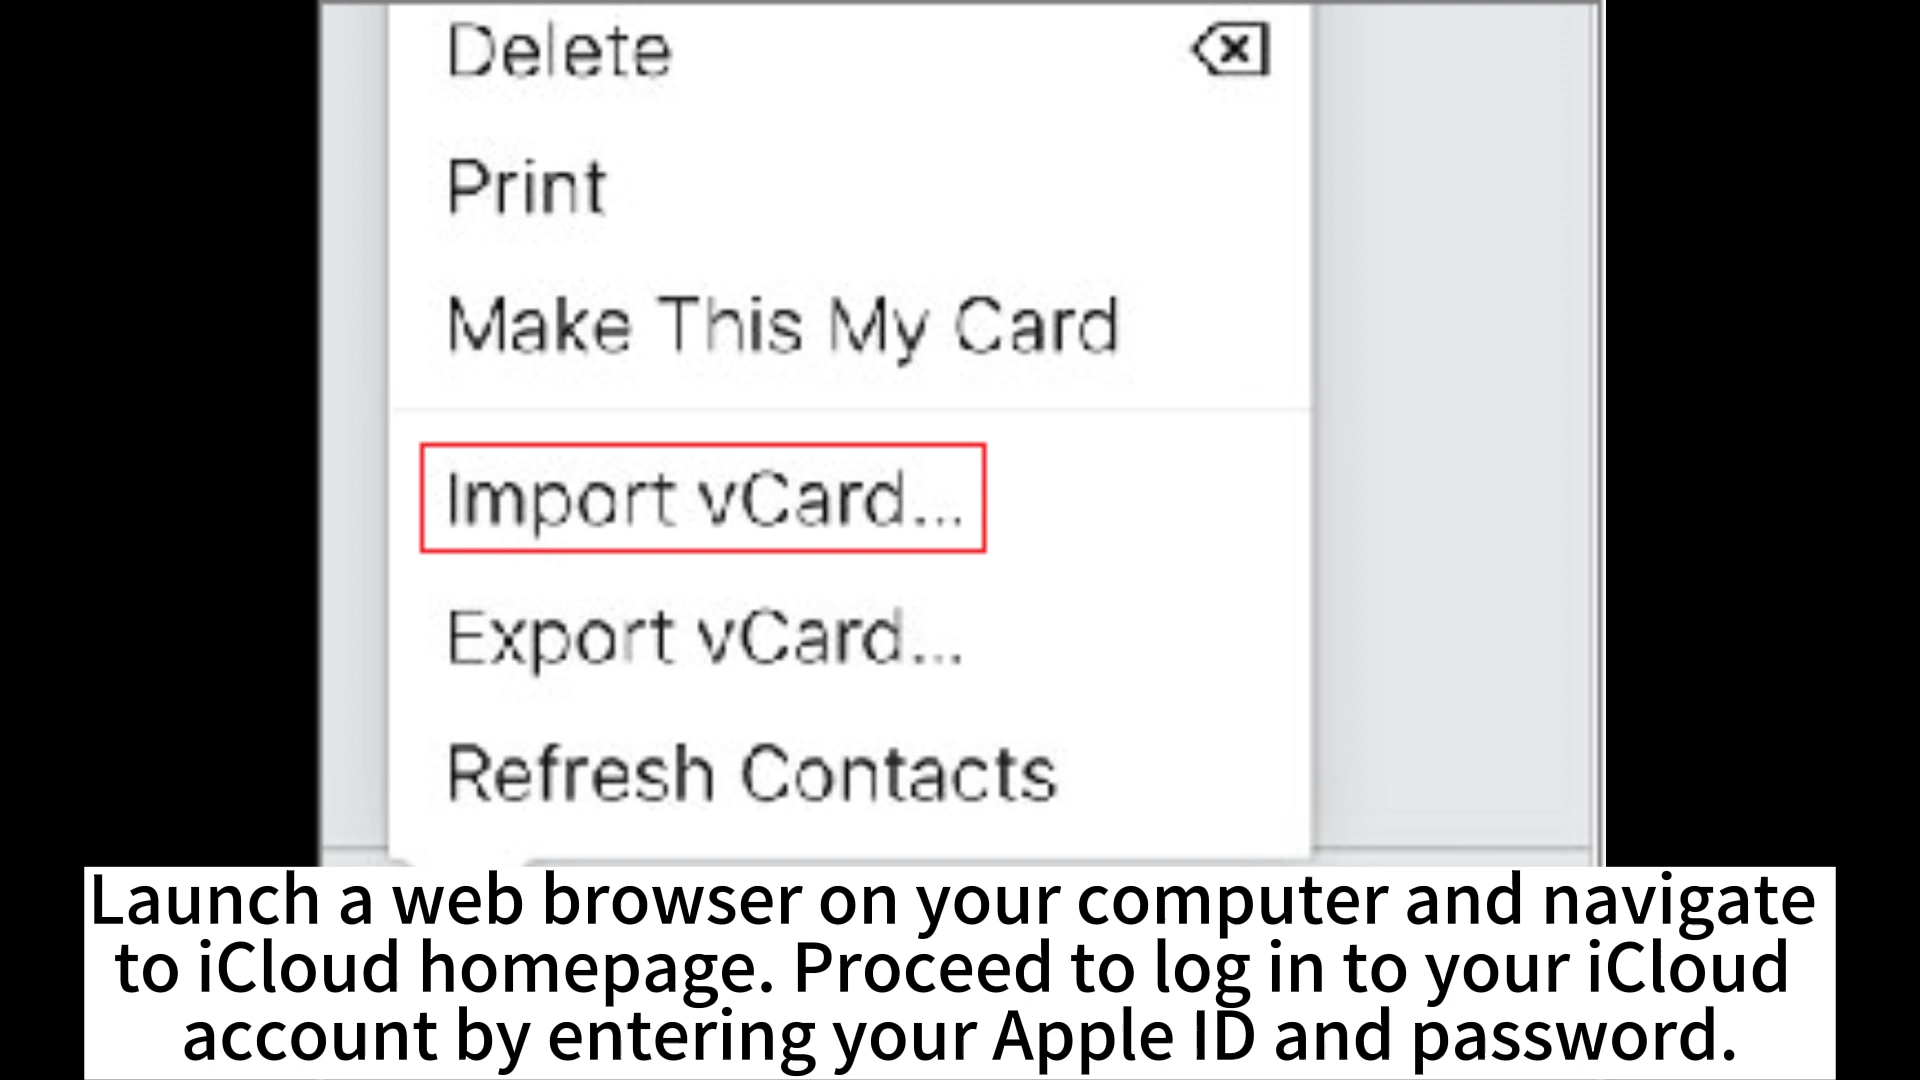 Delete
Print
Make This My Card
Import vCard...
Export vCard...
Refresh Contacts
Launch a web browser on your computer and navigate
to iCloud homepage. Proceed to log in to your iCloud
account by entering your Apple ID and password.